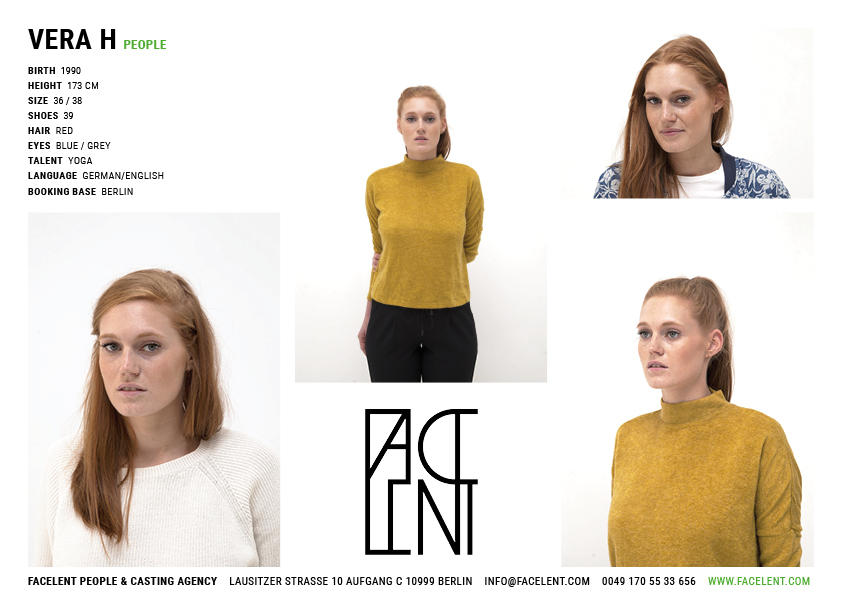 VERA H PEOPLE
BIRTH 1990
HEIGHT 173 CM
SIZE 36 / 38
SHOES 39
HAIR RED
EYES BLUE / GREY
TALENT YOGA
LANGUAGE GERMAN/ENGLISH
BOOKING BASE BERLIN
FACE
LENT
FACELENT PEOPLE & CASTING AGENCY LAUSITZER STRASSE 10 AUFGANG C 10999 BERLIN INFO@FACELENT.COM 0049 170 55 33 656 WWW.FACELENT.COM